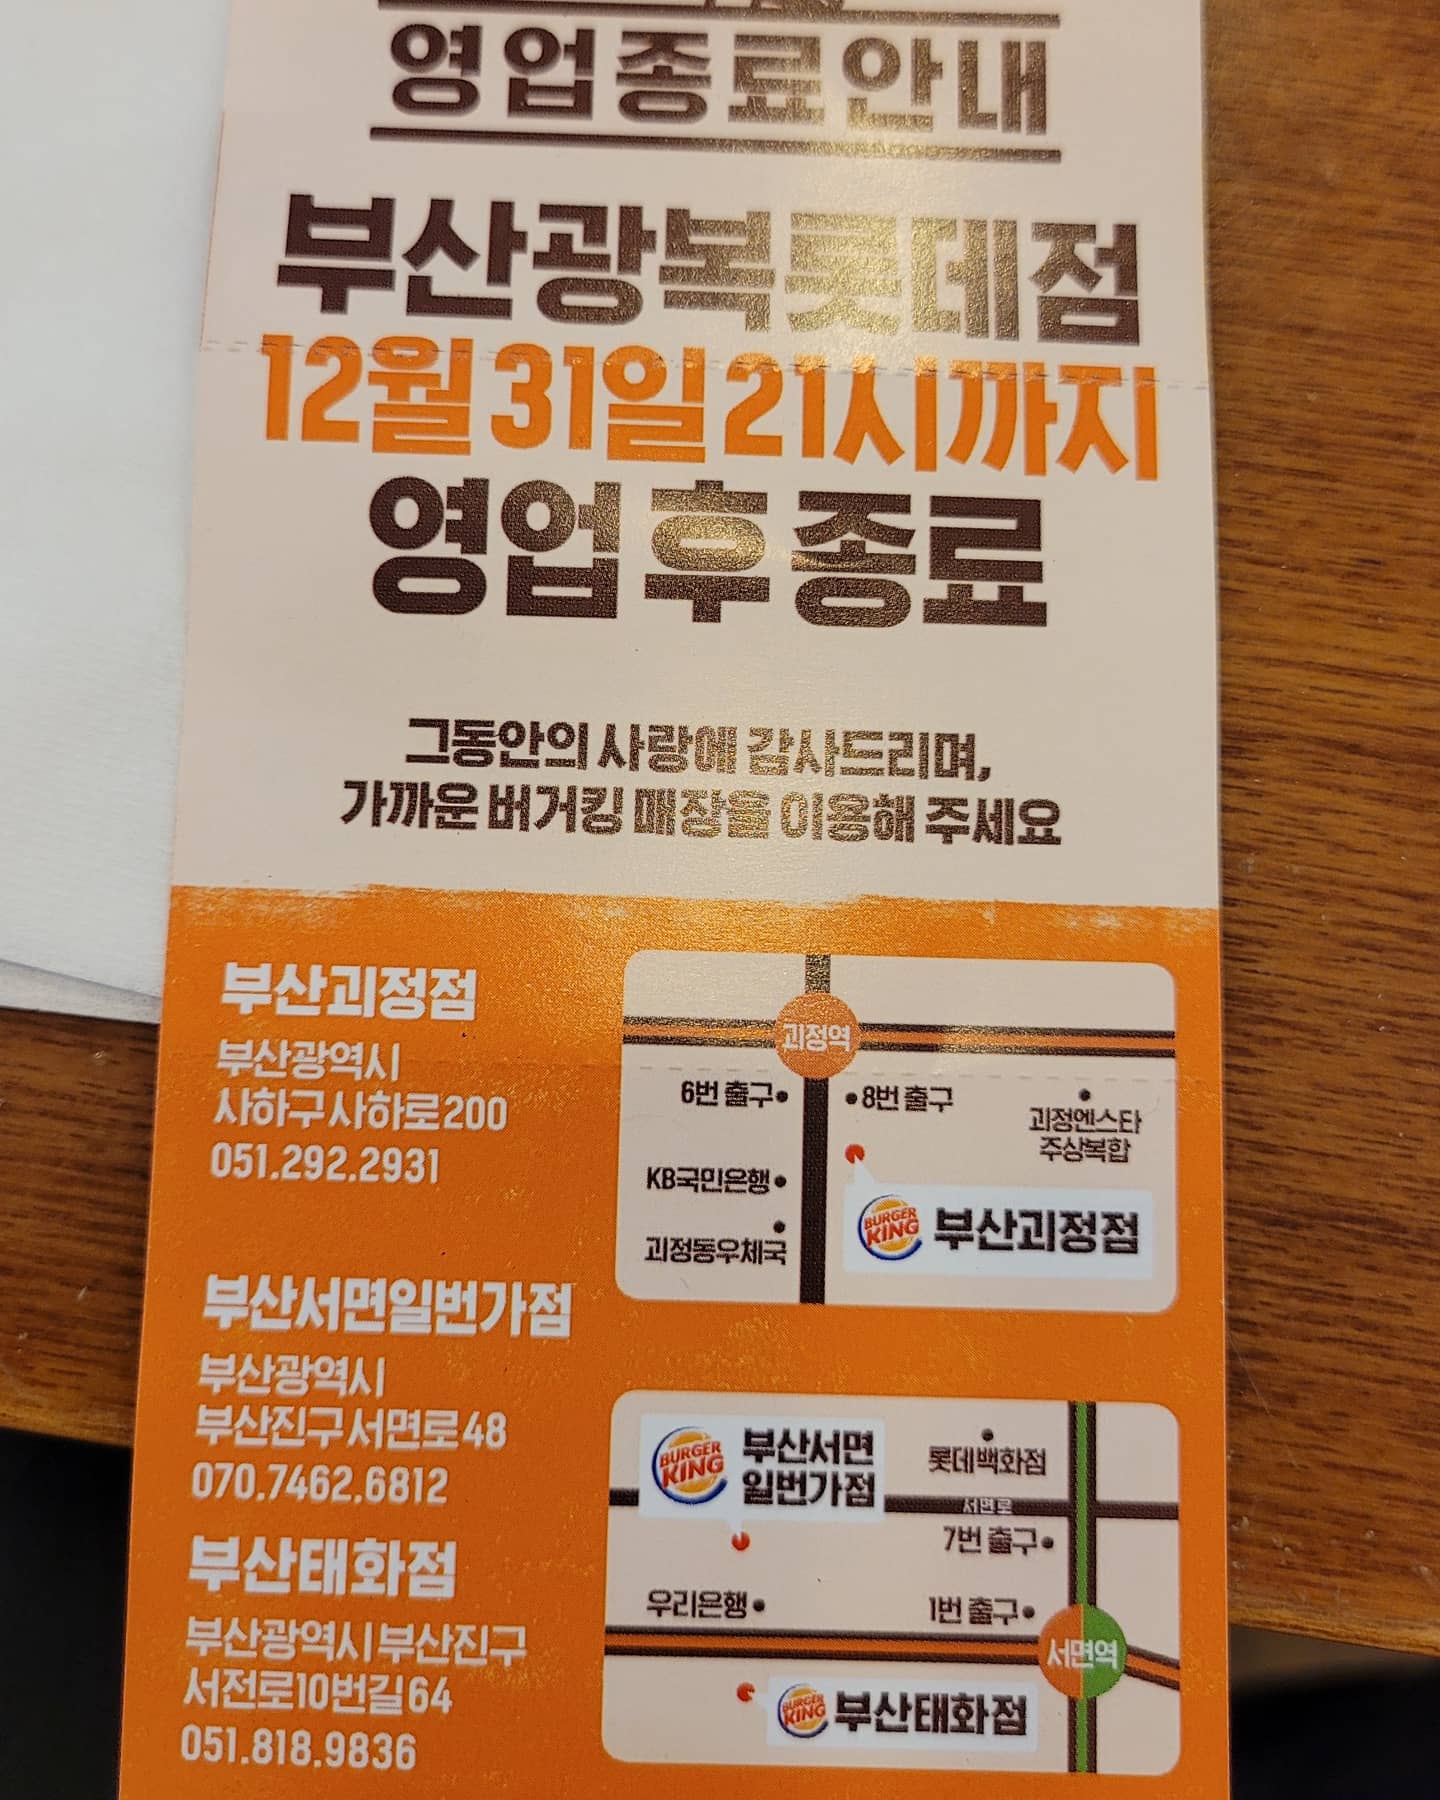 영업종료안내
부산광복롯데점
12월 31일 21시까지
영업 후 종료
그동안의 사랑에 감사드리며,
가까운 버거킹 매장을 이용해 주세요
부산괴정점
부산광역시
사하구 사하로200
051.292.2931
괴정역
6번 출구
8번 출구
괴정엔스타
주상복합
KB국민은행
괴정동우체국
BURGER
KING
부산괴정점
부산서면일번가점
부산광역시
부산진구 서면로48
070.7462.6812
BURGER
KING
부산서면
일번가점
롯데백화점
서면로
7번 출구
우리은행
1번 출구
서면역
BURGER
KING
부산태화점
부산태화점
부산광역시 부산진구
서전로10번길 64
051.818.9836